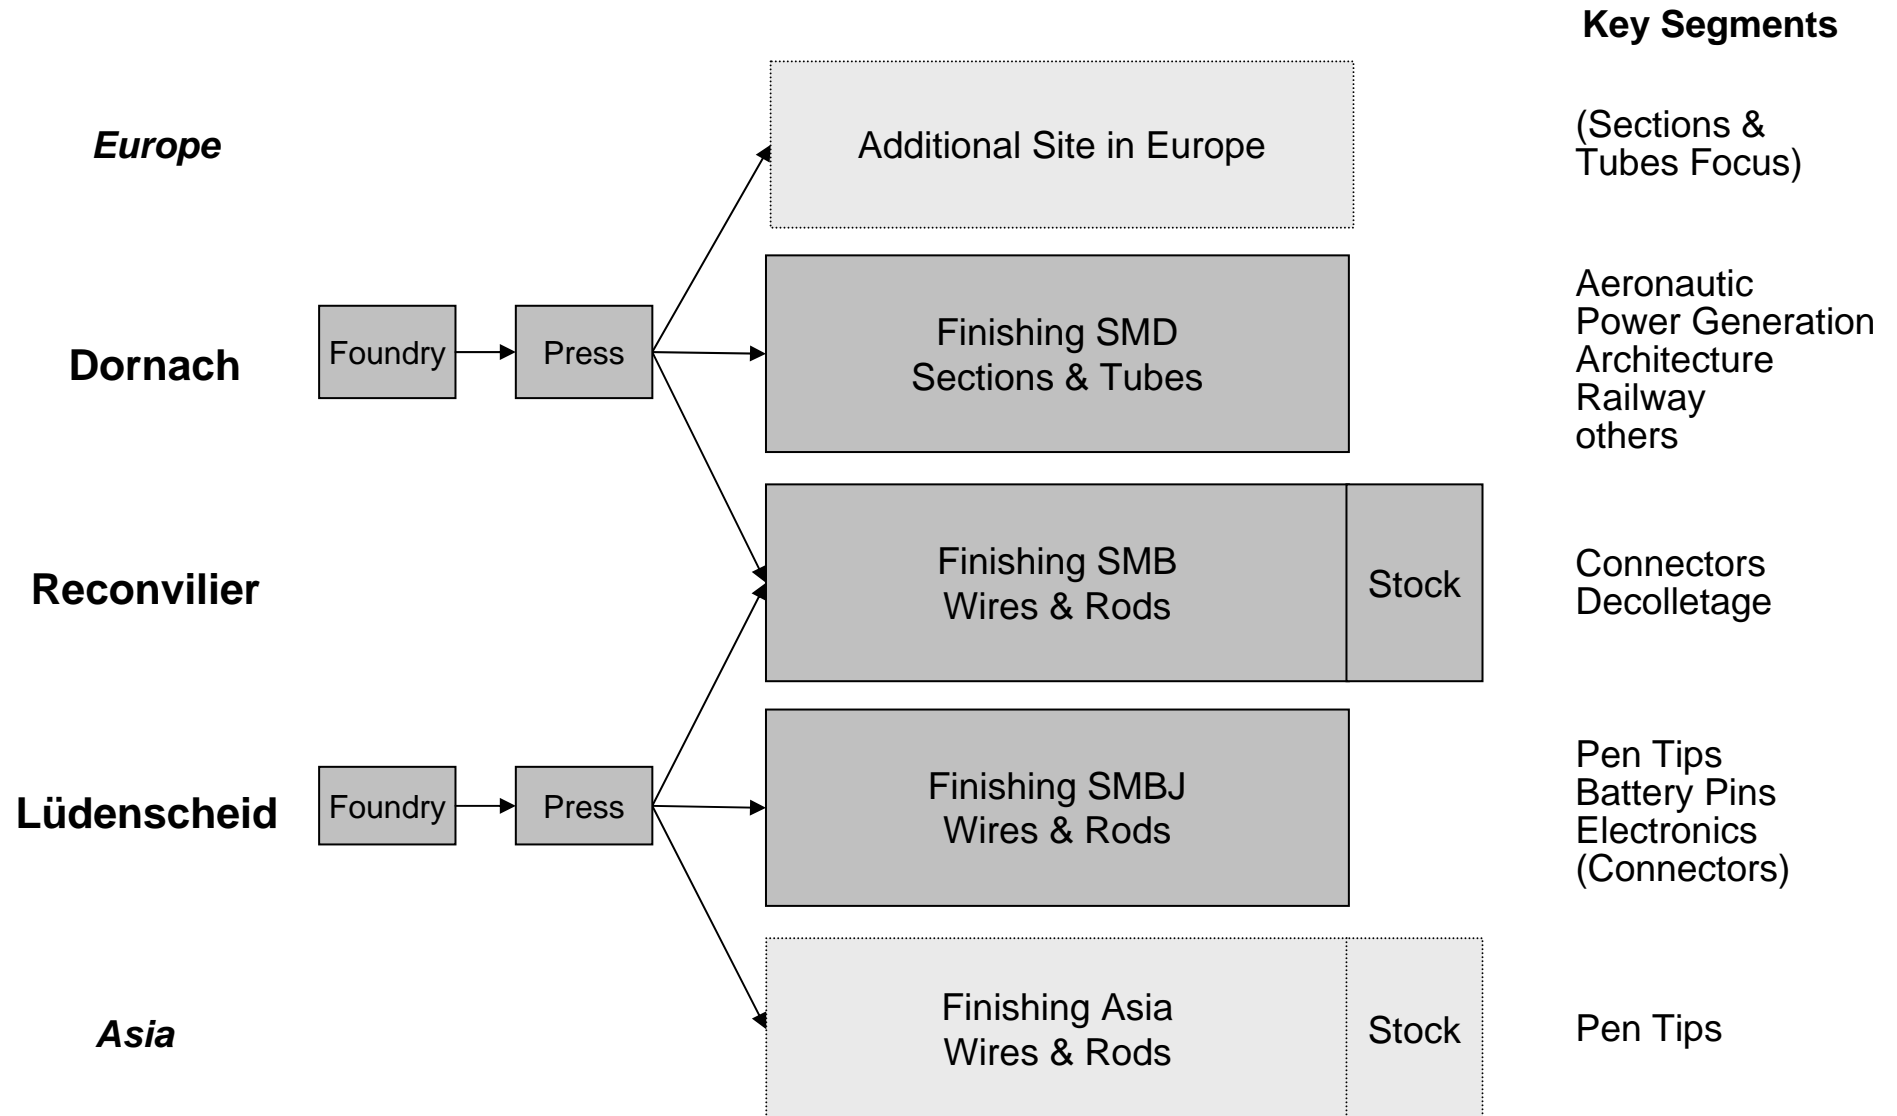 Key Segments
Europe
Additional Site in Europe
(Sections &
Tubes Focus)
Dornach
Foundry
Press
Finishing SMD
Sections & Tubes
Aeronautic
Power Generation
Architecture
Railway
others
Reconvilier
Finishing SMB
Wires & Rods
Stock
Connectors
Decolletage
Lüdenscheid
Foundry
Press
Finishing SMBJ
Wires & Rods
Pen Tips
Battery Pins
Electronics
(Connectors)
Asia
Finishing Asia
Wires & Rods
Stock
Pen Tips